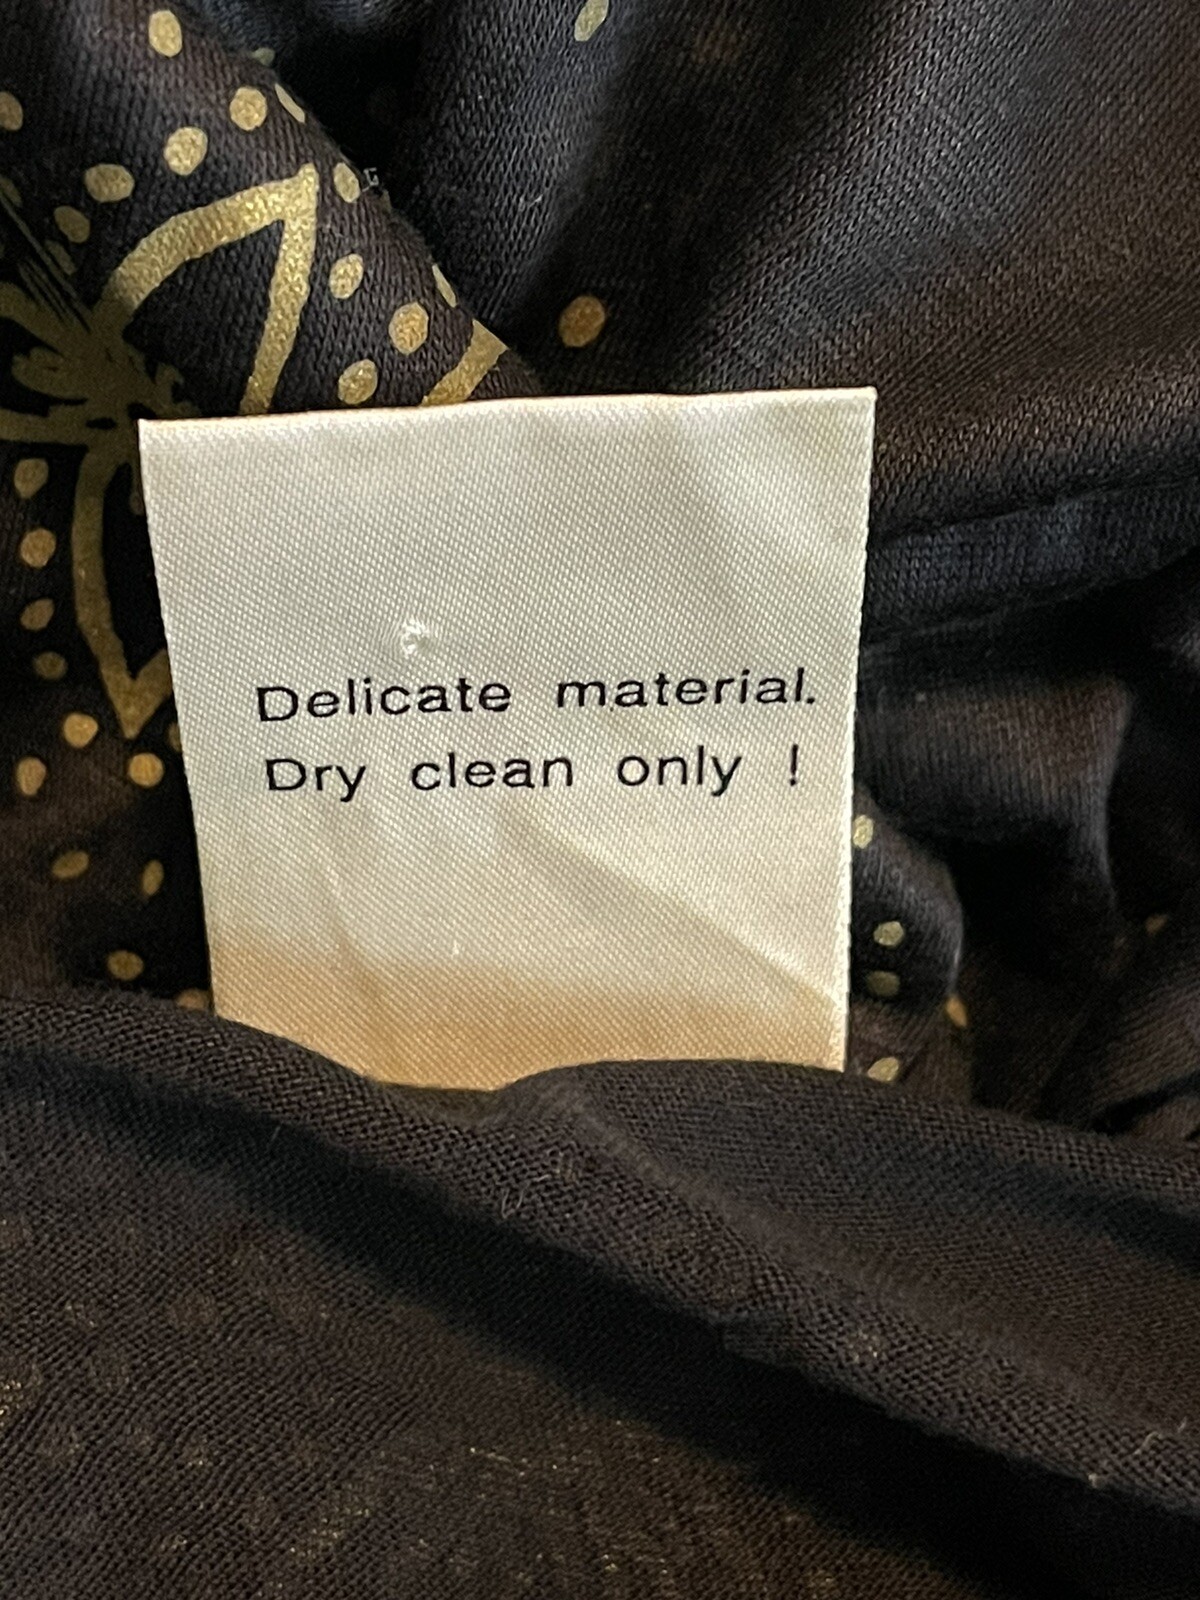 Delicate material.
Dry clean only !